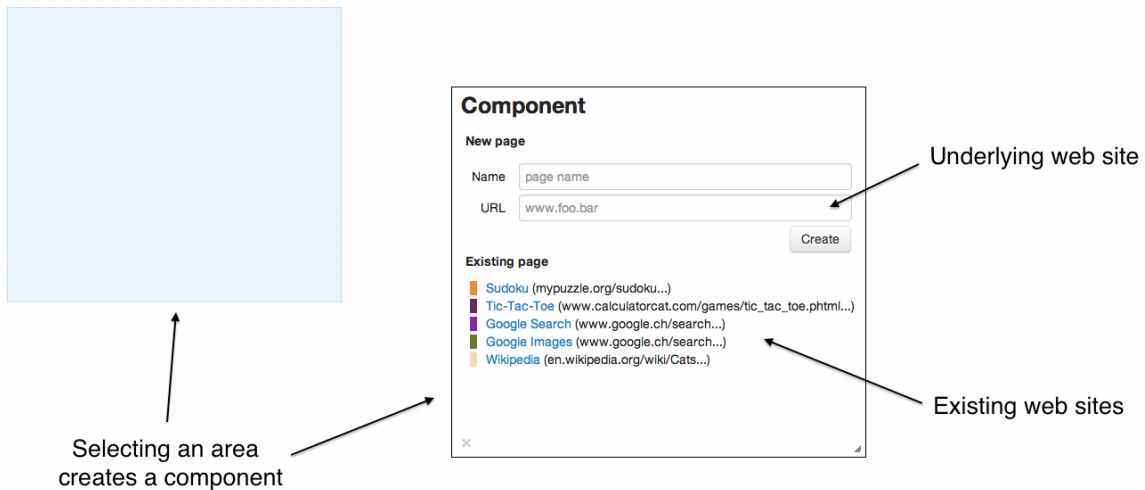 Component
New page
Name page name
URL www.foo.bar
Create
Existing page
Sudoku (mypuzzle.org/sudoku...)
Tic-Tac-Toe (www.calculatorcat.com/games/tic_tac_toe.phtml...)
Google Search (www.google.ch/search...)
Google Images (www.google.ch/search...)
Wikipedia (en.wikipedia.org/wiki/Cats...)
Underlying web site
Existing web sites
Selecting an area
creates a component